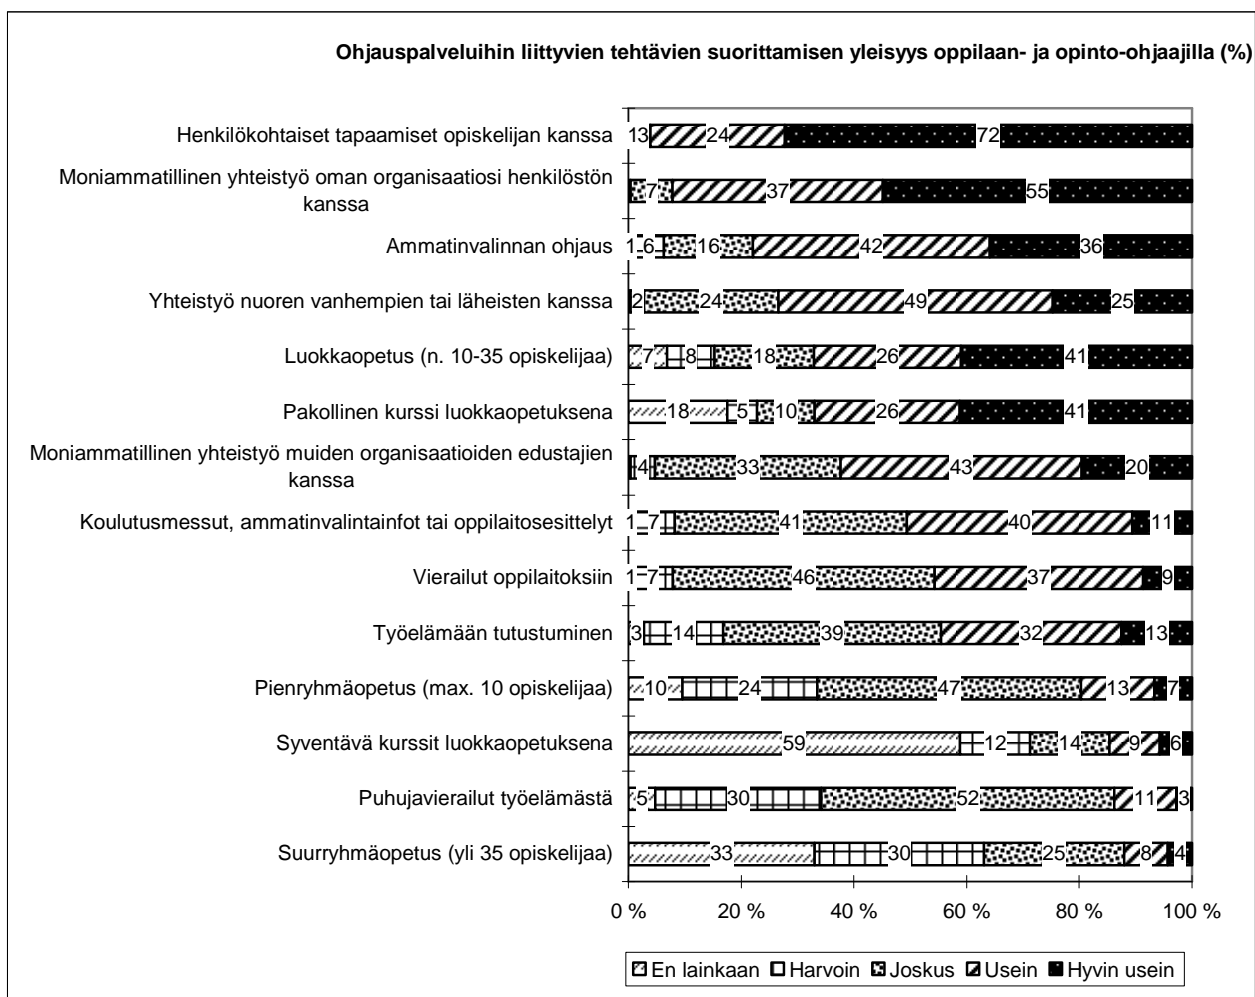 Ohjauspalveluihin liittyvien tehtävien suorittamisen yleisyys oppilaan- ja opinto-ohjaajilla (%)
Henkilökohtaiset tapaamiset opiskelijan kanssa 1 3 24 72
Moniammatillinen yhteistyö oman organisaatiosi henkilöstön
kanssa 7 37 55
Ammatinvalinnan ohjaus 1 6 16 42 36
Yhteistyö nuoren vanhempien tai läheisten kanssa 2 24 49 25
Luokkaopetus (n. 10-35 opiskelijaa) 7 8 18 26 41
Pakollinen kurssi luokkaopetuksena 18 5 10 26 41
Moniammatillinen yhteistyö muiden organisaatioiden edustajien
kanssa 4 33 43 20
Koulutusmessut, ammatinvalintainfot tai oppilaitosesittelyt 1 7 41 40 11
Vierailut oppilaitoksiin 1 7 46 37 9
Työelämään tutustuminen 3 14 39 32 13
Pienryhmäopetus (max. 10 opiskelijaa) 10 24 47 13 7
Syventävä kurssit luokkaopetuksena 59 12 14 9 6
Puhujavierailut työelämästä 5 30 52 11 3
Suurryhmäopetus (yli 35 opiskelijaa) 33 30 25 8 4
0 % 20 % 40 % 60 % 80 % 100 %
En lainkaan Harvoin Joskus Usein Hyvin usein